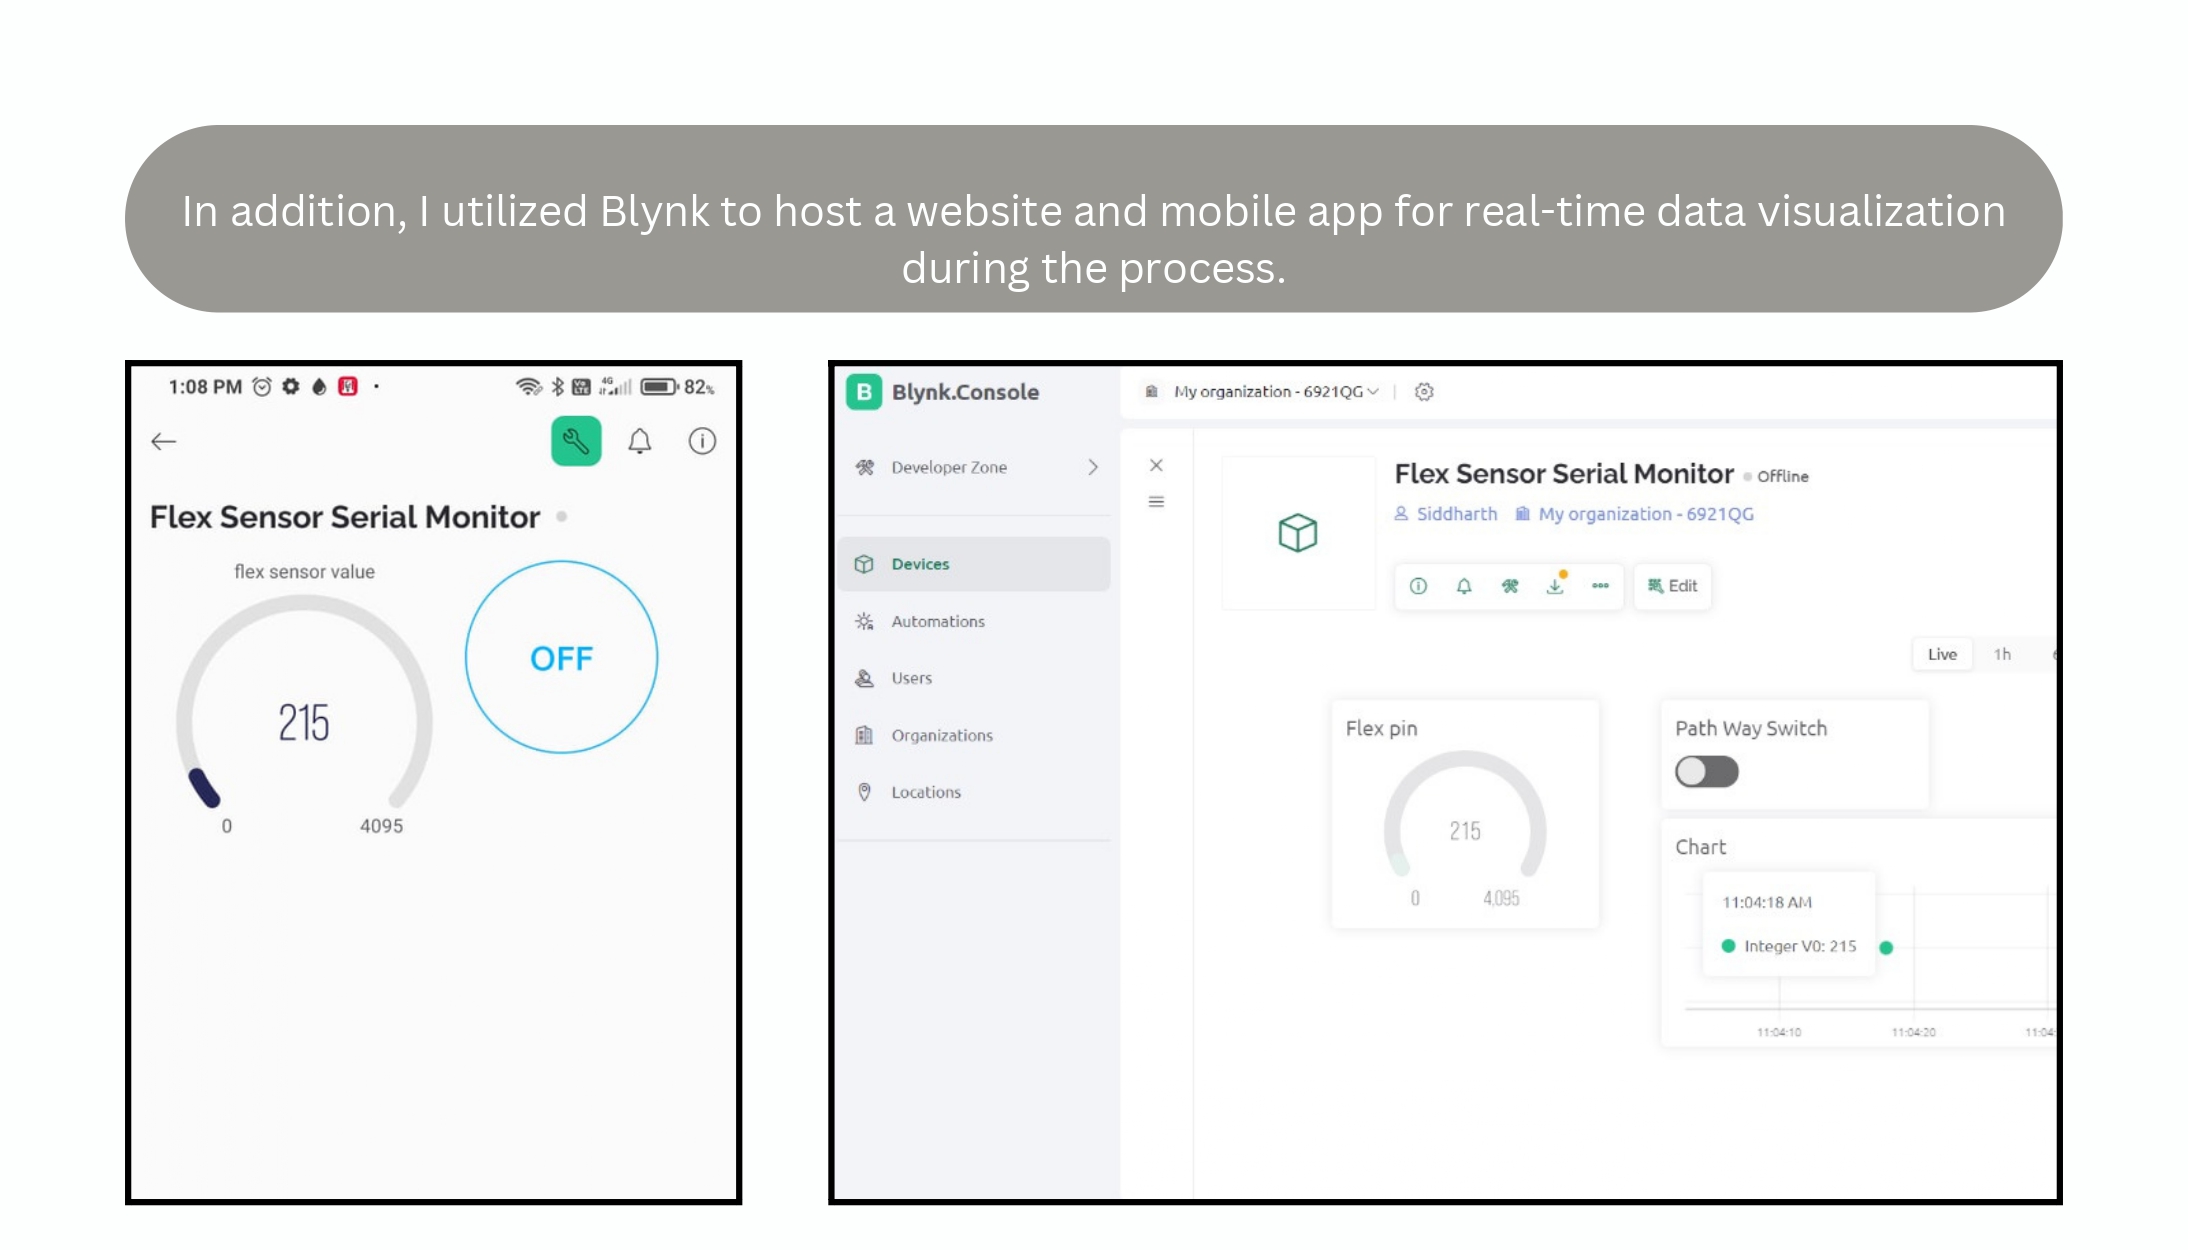 In addition, I utilized Blynk to host a website and mobile app for real-time data visualization
during the process.
1:08 PM
4G
82%
Flex Sensor Serial Monitor
flex sensor value
215
0
4095
OFF
B
Blynk.Console
Developer Zone
Devices
Automations
Users
Organizations
Locations
My organization - 6921QG
Flex Sensor Serial Monitor
Offline
Siddharth
My organization - 6921QG
Edit
Live
1h
Flex pin
215
0
4,095
Path Way Switch
Chart
11:04:18 AM
Integer V0: 215
11:04:10
11:04:20
11:04: